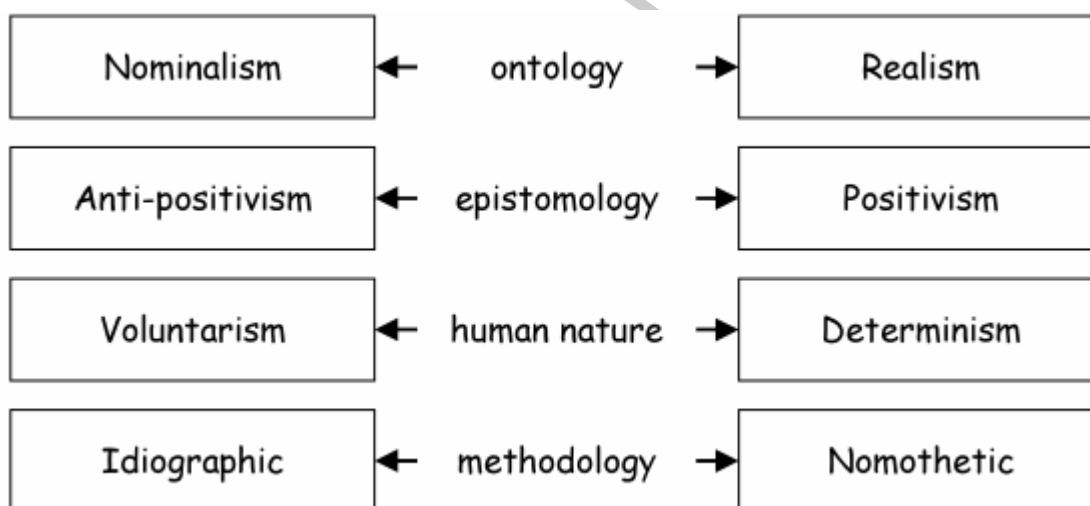 Nominalism ontology Realism
Anti-positivism epistomology Positivism
Voluntarism human nature Determinism
Idiographic methodology Nomothetic